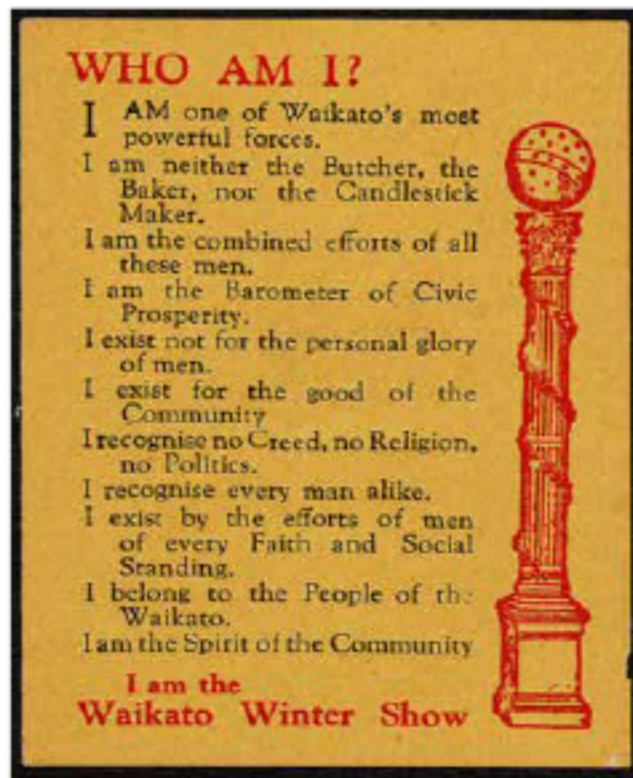 WHO AM I?
I AM one of Waikato's most
powerful forces.
I am neither the Butcher, the
Baker, nor the Candlestick
Maker.
I am the combined efforts of all
these men.
I am the Barometer of Civic
Prosperity.
I exist not for the personal glory
of men.
I exist for the good of the
Community
I recognise no Creed, no Religion,
no Politics.
I recognise every man alike.
I exist by the efforts of men
of every Faith and Social
Standing.
I belong to the People of the
Waikato.
I am the Spirit of the Community
I am the
Waikato Winter Show